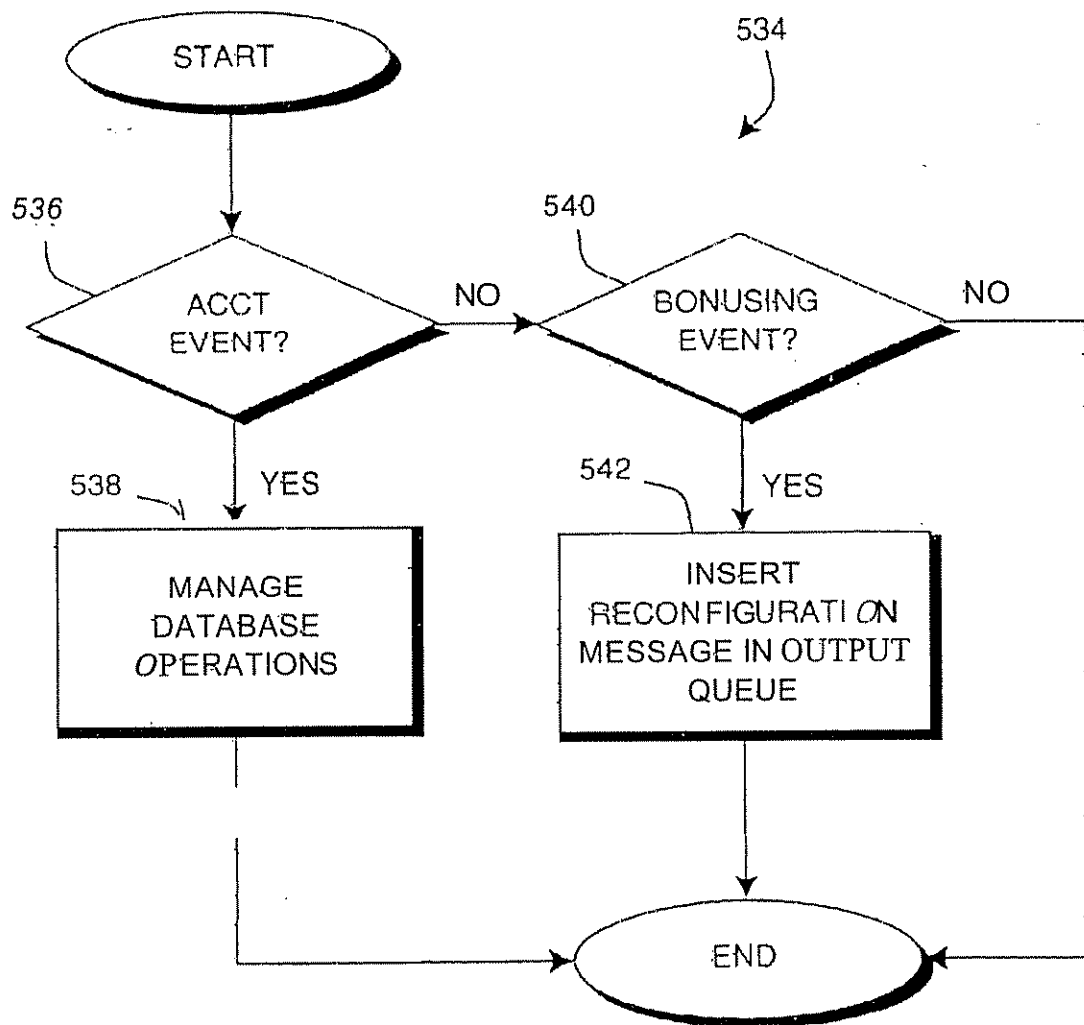 START
534
536
ACCT
EVENT?
NO
540
BONUSING
EVENT?
NO
538
YES
542
YES
MANAGE
DATABASE
OPERATIONS
INSERT
RECONFIGURATION
MESSAGE IN OUTPUT
QUEUE
END